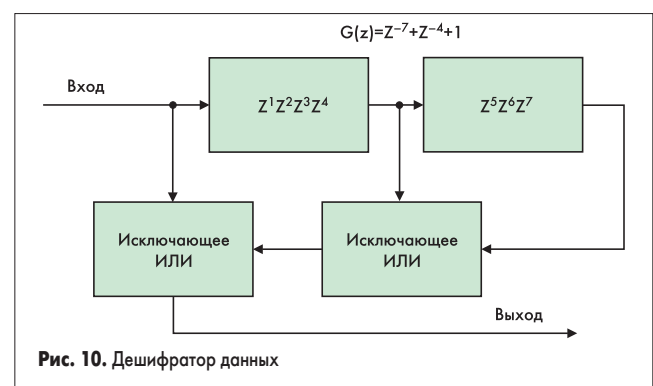 G(z)=Z⁻⁷+Z⁻⁴+1
Вход
Z¹Z²Z³Z⁴
Z⁵Z⁶Z⁷
Исключающее
ИЛИ
Исключающее
ИЛИ
Выход
Рис. 10. Дешифратор данных